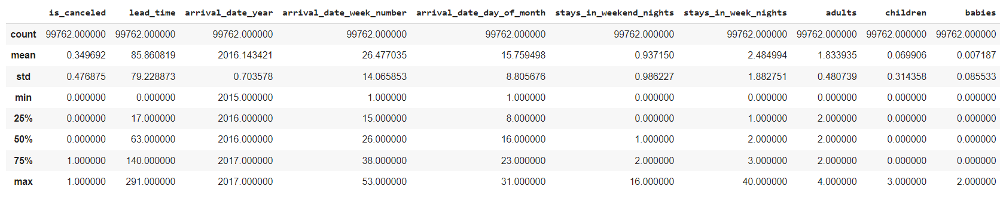 is_canceled lead_time arrival_date_year arrival_date_week_number arrival_date_day_of_month stays_in_weekend_nights stays_in_week_nights adults children babies
count 99762.000000 99762.000000 99762.000000 99762.000000 99762.000000 99762.000000 99762.000000 99762.000000 99762.000000 99762.000000
mean 0.349692 85.860819 2016.143421 26.477035 15.759498 0.937150 2.484994 1.833935 0.069906 0.007187
std 0.476875 79.228873 0.703578 14.065853 8.805676 0.986227 1.882751 0.480739 0.314358 0.085533
min 0.000000 0.000000 2015.000000 1.000000 1.000000 0.000000 0.000000 0.000000 0.000000 0.000000
25% 0.000000 17.000000 2016.000000 15.000000 8.000000 0.000000 1.000000 2.000000 0.000000 0.000000
50% 0.000000 63.000000 2016.000000 26.000000 16.000000 1.000000 2.000000 2.000000 0.000000 0.000000
75% 1.000000 140.000000 2017.000000 38.000000 23.000000 2.000000 3.000000 2.000000 0.000000 0.000000
max 1.000000 291.000000 2017.000000 53.000000 31.000000 16.000000 40.000000 4.000000 3.000000 2.000000